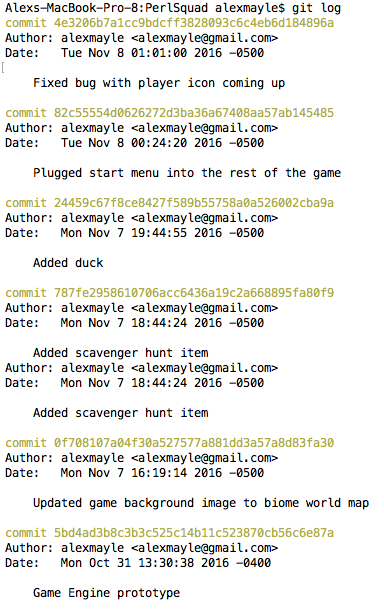 Alexs-MacBook-Pro-8:PerlSquad alexmayle$ git log
commit 4e3206b7a1cc9bdcff3828093c6c4eb6d184896a
Author: alexmayle <alexmayle@gmail.com>
Date:   Tue Nov 8 01:01:00 2016 -0500
Fixed bug with player icon coming up
commit 82c55554d0626272d3ba36a67408aa57ab145485
Author: alexmayle <alexmayle@gmail.com>
Date:   Tue Nov 8 00:24:20 2016 -0500
Plugged start menu into the rest of the game
commit 24459c67f8ce8427f589b55758a0a526002cba9a
Author: alexmayle <alexmayle@gmail.com>
Date:   Mon Nov 7 19:44:55 2016 -0500
Added duck
commit 787fe2958610706acc6436a19c2a668895fa80f9
Author: alexmayle <alexmayle@gmail.com>
Date:   Mon Nov 7 18:44:24 2016 -0500
Added scavenger hunt item
Author: alexmayle <alexmayle@gmail.com>
Date:   Mon Nov 7 18:44:24 2016 -0500
Added scavenger hunt item
commit 0f708107a04f30a527577a881dd3a57a8d83fa30
Author: alexmayle <alexmayle@gmail.com>
Date:   Mon Nov 7 16:19:14 2016 -0500
Updated game background image to biome world map
commit 5bd4ad3b8c3b3c525c14b11c523870cb56c6e87a
Author: alexmayle <alexmayle@gmail.com>
Date:   Mon Oct 31 13:30:38 2016 -0400
Game Engine prototype